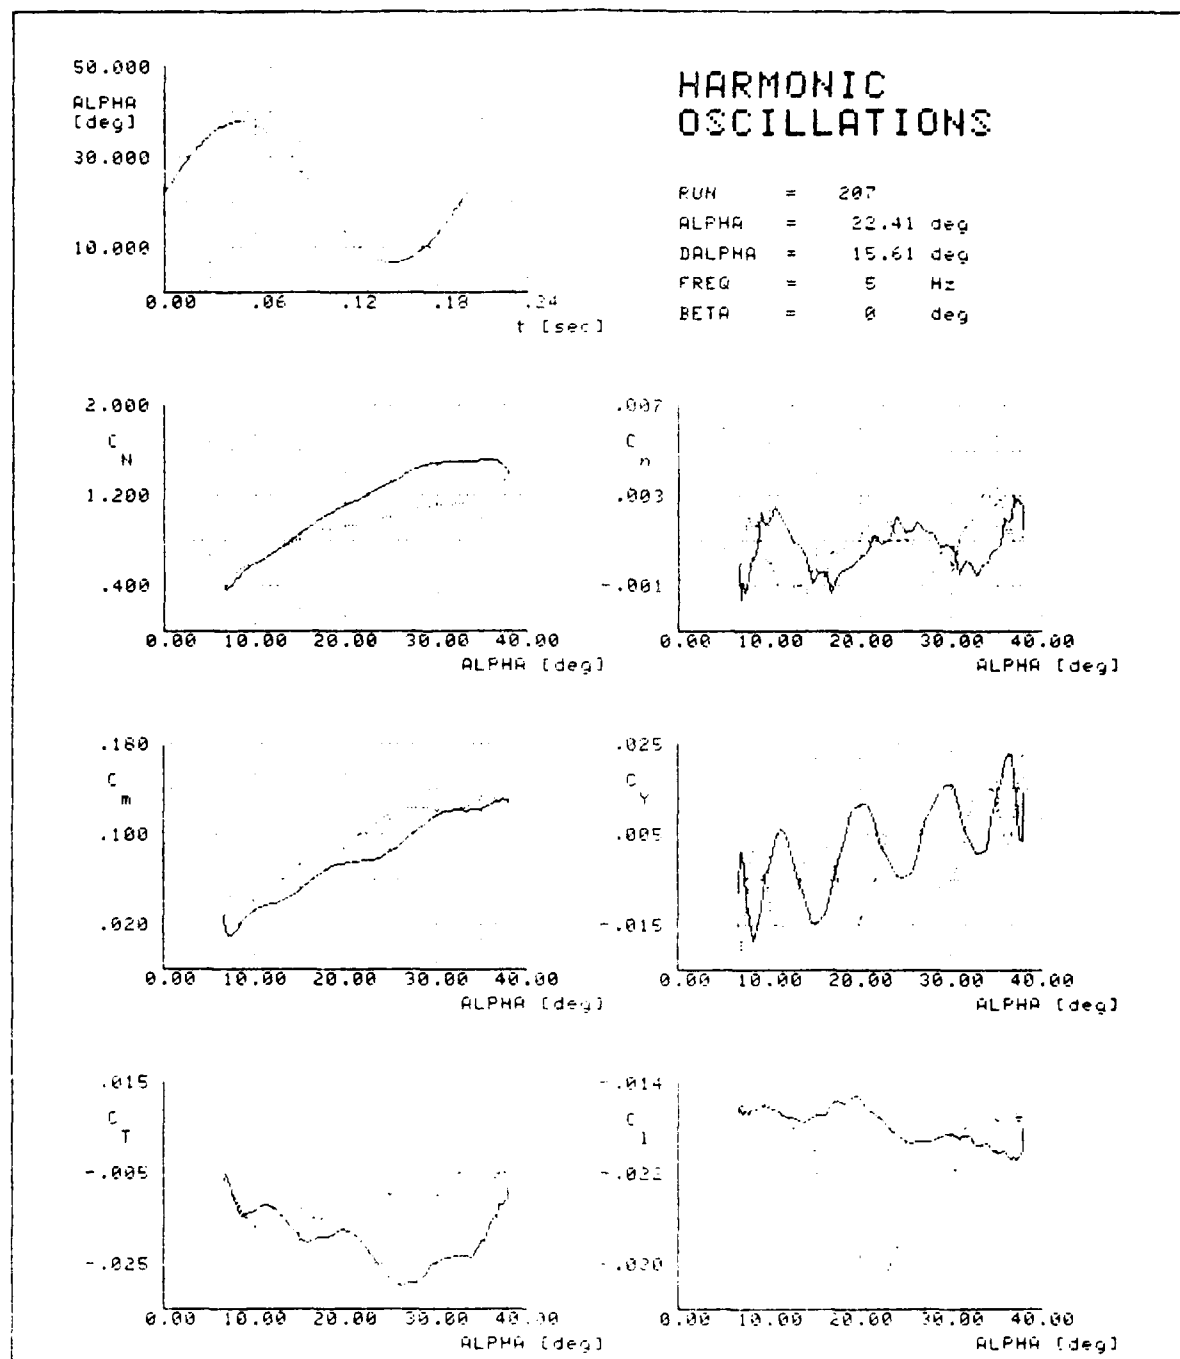 HARMONIC
OSCILLATIONS
RUN = 207
ALPHA = 22.41 deg
DALPHA = 15.61 deg
FREQ = 5 Hz
BETA = 0 deg
50.000
ALPHA
[deg]
30.000
10.000
0.00 .06 .12 .18 .24
t [sec]
2.000
C N
1.200
.400
0.00 10.00 20.00 30.00 40.00
ALPHA [deg]
.007
C n
.003
-.001
0.00 10.00 20.00 30.00 40.00
ALPHA [deg]
.180
C m
.100
.020
0.00 10.00 20.00 30.00 40.00
ALPHA [deg]
.025
C Y
.005
-.015
0.00 10.00 20.00 30.00 40.00
ALPHA [deg]
.015
C T
-.005
-.025
0.00 10.00 20.00 30.00 40.00
ALPHA [deg]
-.014
C l
-.022
0.00 10.00 20.00 30.00 40.00
ALPHA [deg]